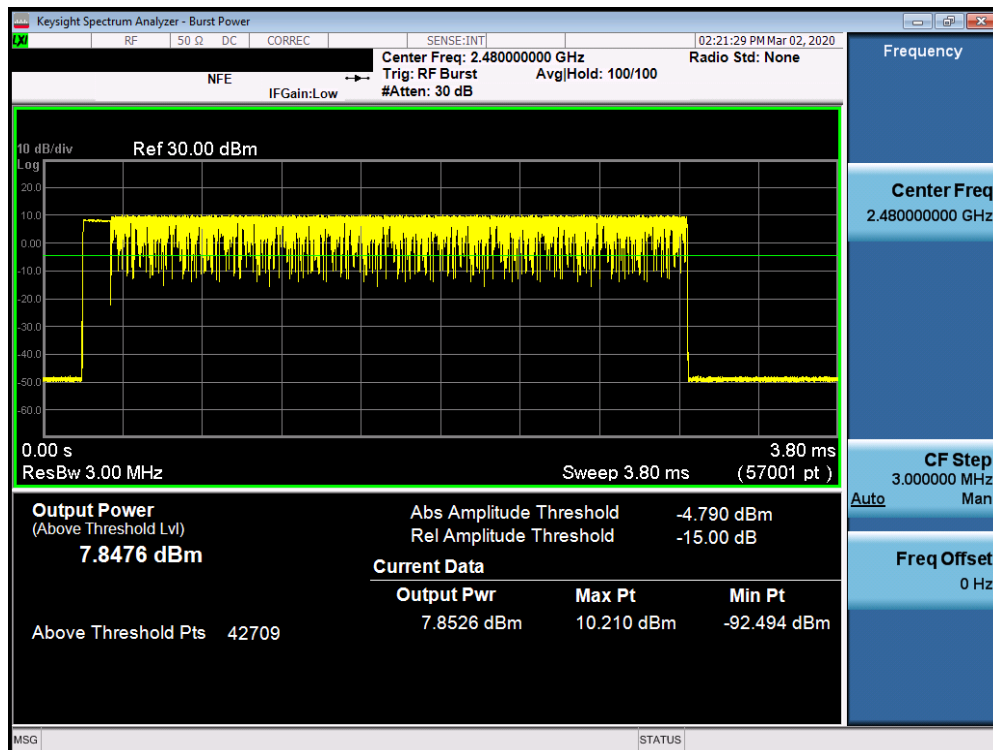 Keysight Spectrum Analyzer - Burst Power
LXI RF 50 Ω DC CORREC SENSE:INT 02:21:29 PM Mar 02, 2020
Center Freq: 2.480000000 GHz Radio Std: None
NFE Trig: RF Burst Avg|Hold: 100/100
IFGain:Low #Atten: 30 dB
10 dB/div Ref 30.00 dBm
Log
20.0
10.0
0.00
-10.0
-20.0
-30.0
-40.0
-50.0
-60.0
0.00 s 3.80 ms
ResBw 3.00 MHz Sweep 3.80 ms (57001 pt )
Output Power
(Above Threshold Lvl)
7.8476 dBm
Above Threshold Pts 42709
Abs Amplitude Threshold -4.790 dBm
Rel Amplitude Threshold -15.00 dB
Current Data
Output Pwr Max Pt Min Pt
7.8526 dBm 10.210 dBm -92.494 dBm
Frequency
Center Freq
2.480000000 GHz
CF Step
3.000000 MHz
Auto Man
Freq Offset
0 Hz
MSG STATUS